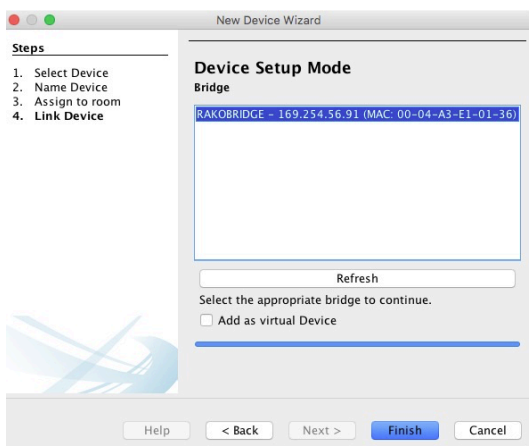 New Device Wizard
Steps
1. Select Device
2. Name Device
3. Assign to room
4. Link Device
Device Setup Mode
Bridge
RAKOBRIDGE - 169.254.56.91 (MAC: 00-04-A3-E1-01-36)
Refresh
Select the appropriate bridge to continue.
Add as virtual Device
Help
< Back
Next >
Finish
Cancel